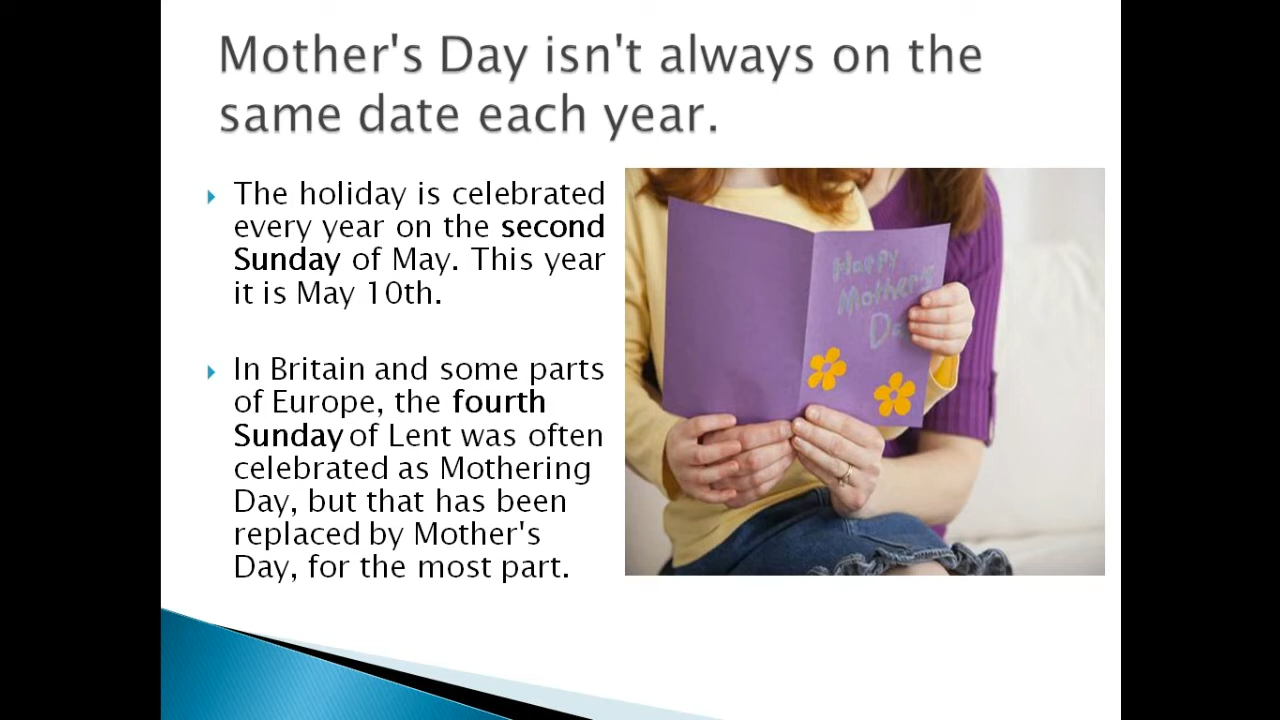 Mother's Day isn't always on the
same date each year.
The holiday is celebrated
every year on the second
Sunday of May. This year
it is May 10th.
In Britain and some parts
of Europe, the fourth
Sunday of Lent was often
celebrated as Mothering
Day, but that has been
replaced by Mother's
Day, for the most part.
Happy
Mother's
Day